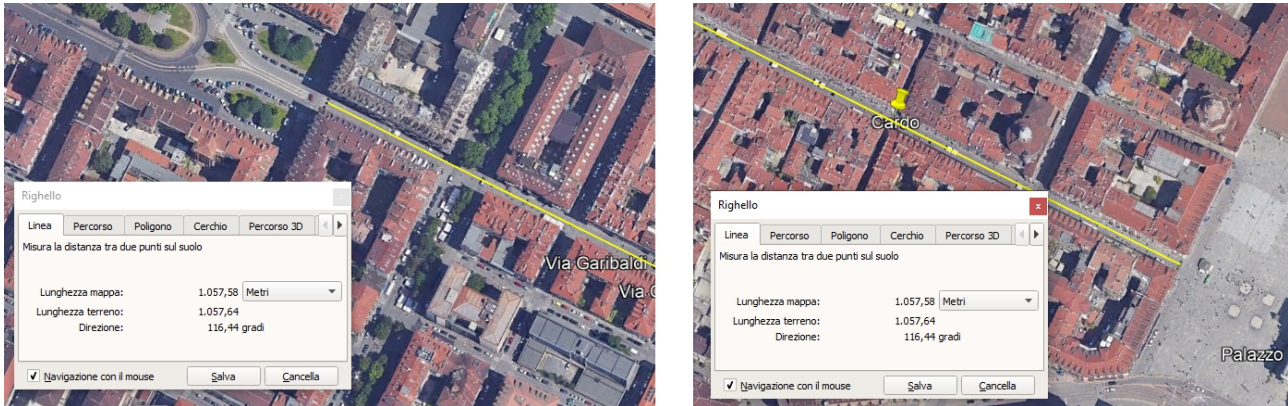 Righello
x
Linea Percorso Poligono Cerchio Percorso 3D
Misura la distanza tra due punti sul suolo
Lunghezza mappa: 1.057,58 Metri
Lunghezza terreno: 1.057,64
Direzione: 116,44 gradi
Navigazione con il mouse Salva Cancella
Via Garibaldi
Via
Cardo
Righello
x
Linea Percorso Poligono Cerchio Percorso 3D
Misura la distanza tra due punti sul suolo
Lunghezza mappa: 1.057,58 Metri
Lunghezza terreno: 1.057,64
Direzione: 116,44 gradi
Navigazione con il mouse Salva Cancella
Palazzo